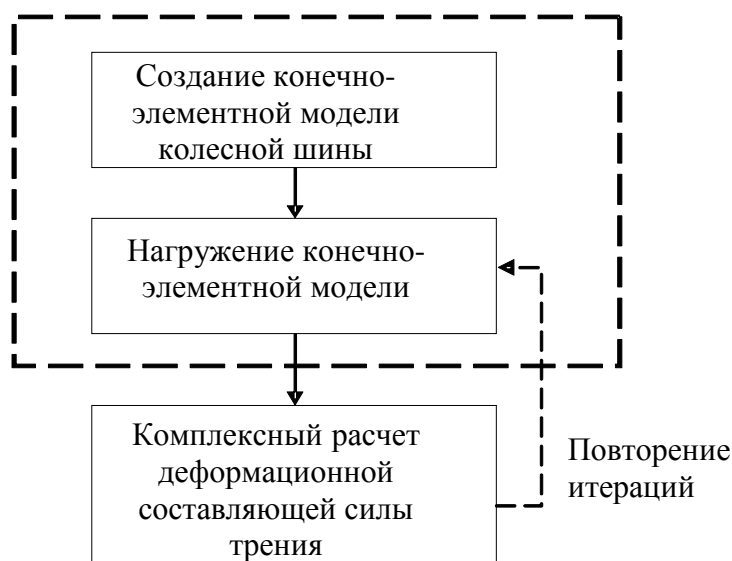 Создание конечно-
элементной модели
колесной шины
Нагружение конечно-
элементной модели
Комплексный расчет
деформационной
составляющей силы
трения
Повторение
итераций